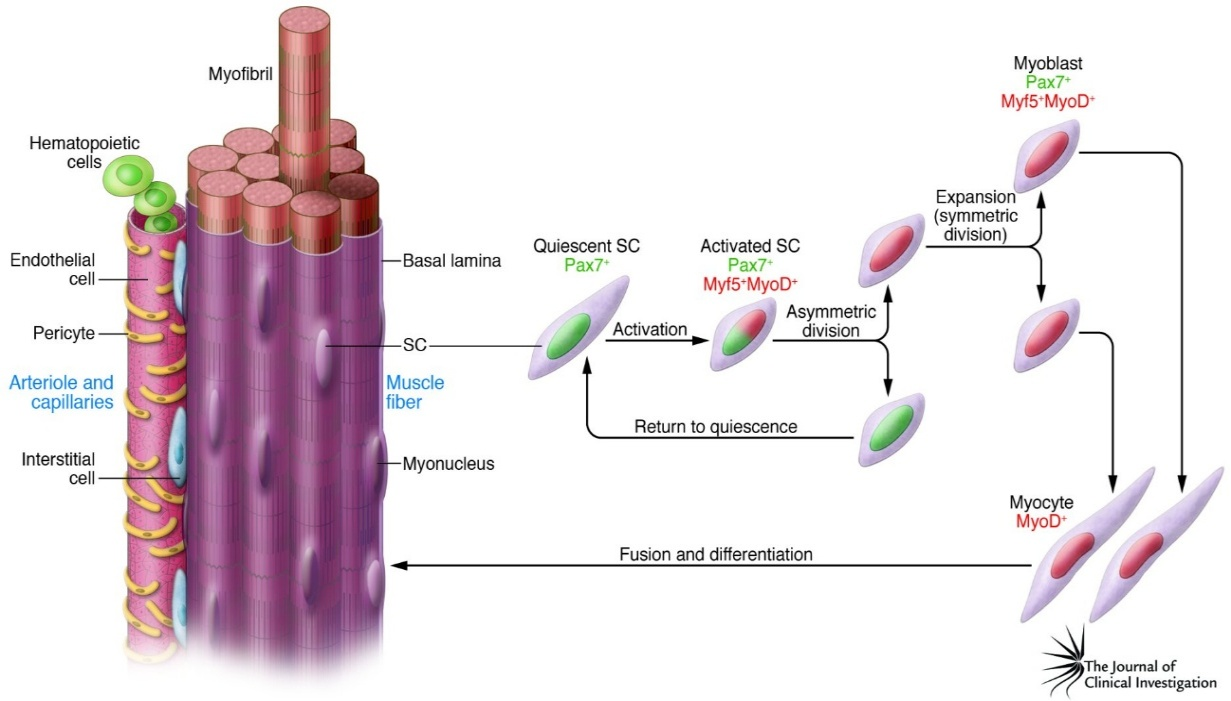 Myofibril
Hematopoietic
cells
Endothelial
cell
Pericyte
Arteriole and
capillaries
Interstitial
cell
Basal lamina
SC
Muscle
fiber
Myonucleus
Quiescent SC
Pax7⁺
Activation
Activated SC
Pax7⁺
Myf5⁺MyoD⁺
Asymmetric
division
Return to quiescence
Expansion
(symmetric
division)
Myoblast
Pax7⁺
Myf5⁺MyoD⁺
Myocyte
MyoD⁺
Fusion and differentiation
The Journal of
Clinical Investigation